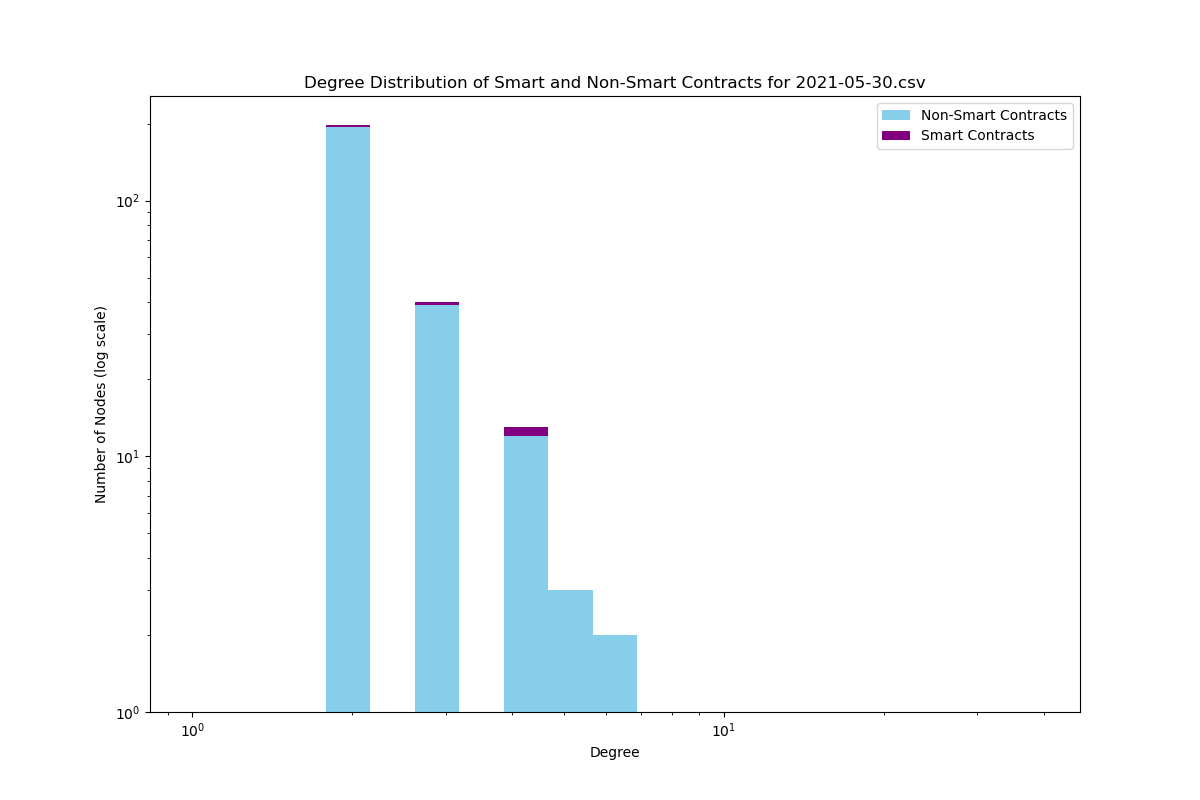 Degree Distribution of Smart and Non-Smart Contracts for 2021-05-30.csv
Non-Smart Contracts
Smart Contracts
Number of Nodes (log scale)
10²
10¹
10⁰
10⁰ 10¹
Degree